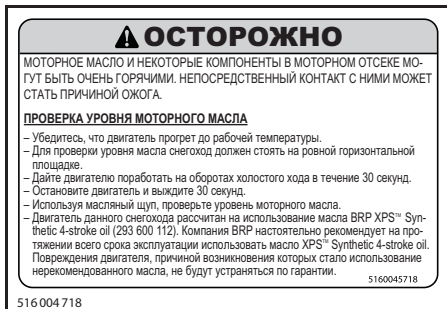 ОСТОРОЖНО
МОТОРНОЕ МАСЛО И НЕКОТОРЫЕ КОМПОНЕНТЫ В МОТОРНОМ ОТСЕКЕ МО-
ГУТ БЫТЬ ОЧЕНЬ ГОРЯЧИМИ. НЕПОСРЕДСТВЕННЫЙ КОНТАКТ С НИМИ МОЖЕТ
СТАТЬ ПРИЧИНОЙ ОЖОГА.
ПРОВЕРКА УРОВНЯ МОТОРНОГО МАСЛА
– Убедитесь, что двигатель прогрет до рабочей температуры.
– Для проверки уровня масла снегоход должен стоять на ровной горизонтальной
площадке.
– Дайте двигателю поработать на оборотах холостого хода в течение 30 секунд.
– Остановите двигатель и выждите 30 секунд.
– Используя масляный щуп, проверьте уровень моторного масла.
– Двигатель данного снегохода рассчитан на использование масла BRP XPS™ Syn-
thetic 4-stroke oil (293 600 112). Компания BRP настоятельно рекомендует на про-
тяжении всего срока эксплуатации использовать масло XPS™ Synthetic 4-stroke oil.
Повреждения двигателя, причиной возникновения которых стало использование
нерекомендованного масла, не будут устраняться по гарантии.
5160045718
516 004 718